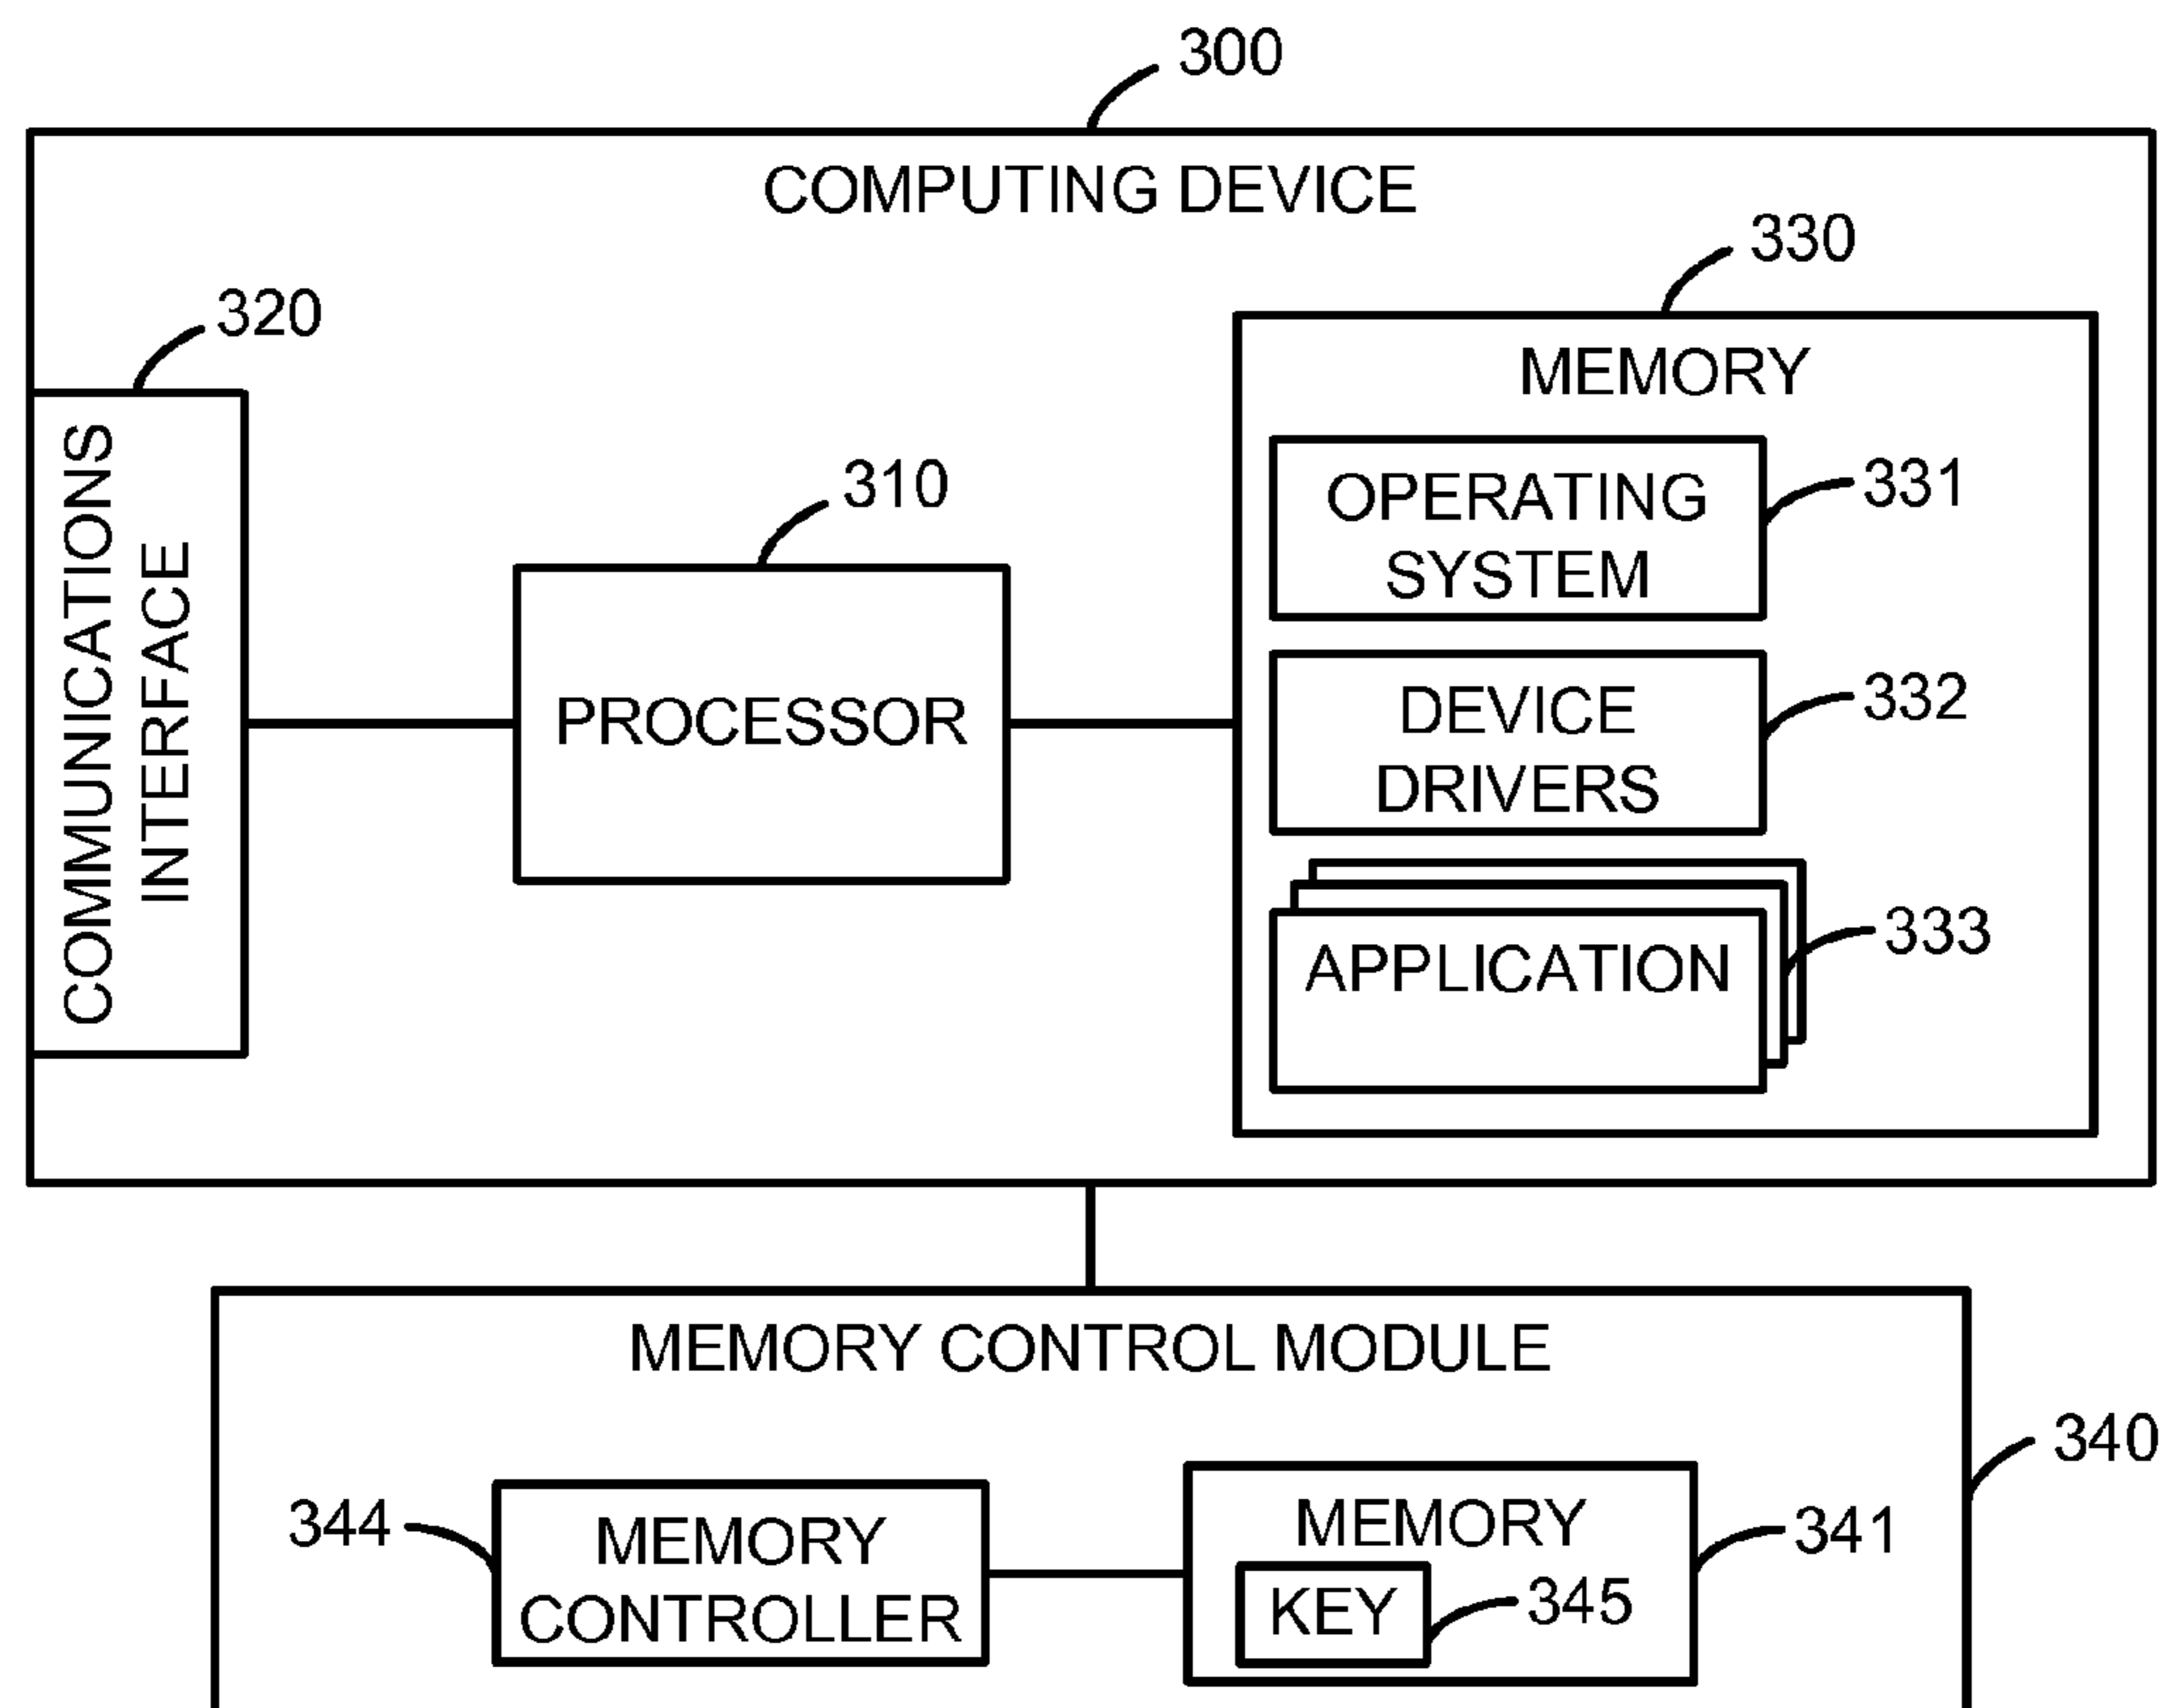 300
COMPUTING DEVICE
330
320
MEMORY
COMMUNICATIONS
INTERFACE
310
PROCESSOR
OPERATING
SYSTEM
331
DEVICE
DRIVERS
332
APPLICATION
333
MEMORY CONTROL MODULE
340
344
MEMORY
CONTROLLER
MEMORY
341
KEY
345